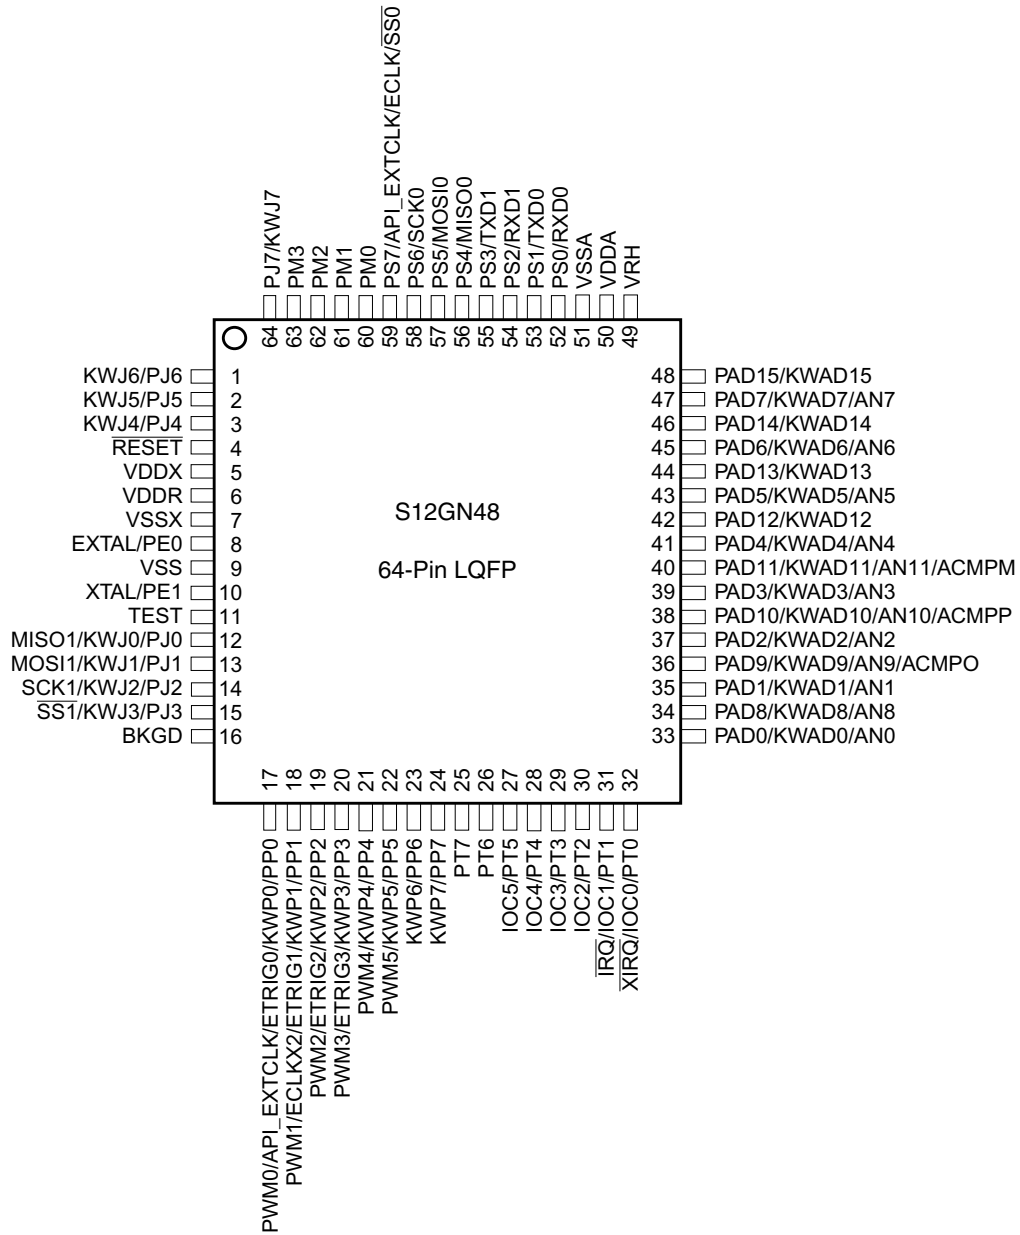 PJ7/KWJ7
PM3
PM2
PM1
PM0
PS7/API_EXTCLK/ECLK/S̅S̅0̅
PS6/SCK0
PS5/MOSI0
PS4/MISO0
PS3/TXD1
PS2/RXD1
PS1/TXD0
PS0/RXD0
VSSA
VDDA
VRH
64
63
62
61
60
59
58
57
56
55
54
53
52
51
50
49
KWJ6/PJ6 1
KWJ5/PJ5 2
KWJ4/PJ4 3
R̅E̅S̅E̅T̅ 4
VDDX 5
VDDR 6
VSSX 7
EXTAL/PE0 8
VSS 9
XTAL/PE1 10
TEST 11
MISO1/KWJ0/PJ0 12
MOSI1/KWJ1/PJ1 13
SCK1/KWJ2/PJ2 14
S̅S̅1̅/KWJ3/PJ3 15
BKGD 16
S12GN48
64-Pin LQFP
48 PAD15/KWAD15
47 PAD7/KWAD7/AN7
46 PAD14/KWAD14
45 PAD6/KWAD6/AN6
44 PAD13/KWAD13
43 PAD5/KWAD5/AN5
42 PAD12/KWAD12
41 PAD4/KWAD4/AN4
40 PAD11/KWAD11/AN11/ACMPM
39 PAD3/KWAD3/AN3
38 PAD10/KWAD10/AN10/ACMPP
37 PAD2/KWAD2/AN2
36 PAD9/KWAD9/AN9/ACMPO
35 PAD1/KWAD1/AN1
34 PAD8/KWAD8/AN8
33 PAD0/KWAD0/AN0
17
18
19
20
21
22
23
24
25
26
27
28
29
30
31
32
PWM0/API_EXTCLK/ETRIG0/KWP0/PP0
PWM1/ECLKX2/ETRIG1/KWP1/PP1
PWM2/ETRIG2/KWP2/PP2
PWM3/ETRIG3/KWP3/PP3
PWM4/KWP4/PP4
PWM5/KWP5/PP5
KWP6/PP6
KWP7/PP7
PT7
PT6
IOC5/PT5
IOC4/PT4
IOC3/PT3
IOC2/PT2
I̅R̅Q̅/IOC1/PT1
X̅I̅R̅Q̅/IOC0/PT0